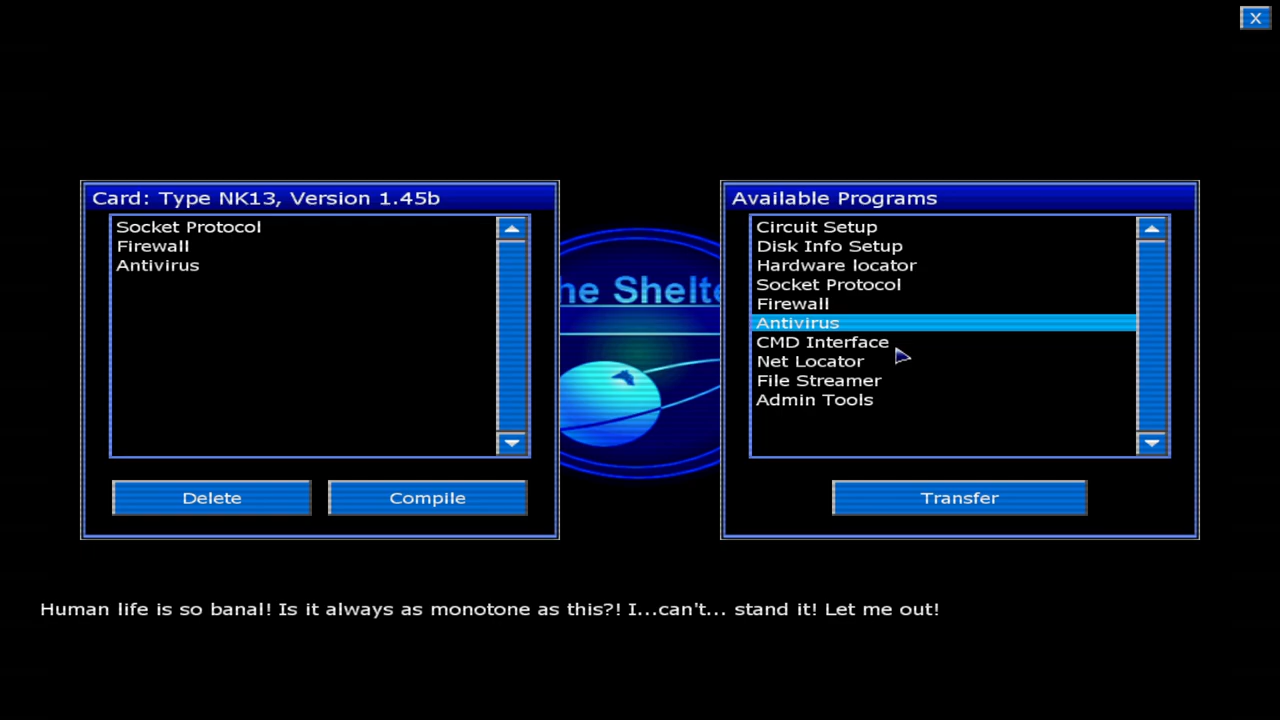 X
Card: Type NK13, Version 1.45b
Socket Protocol
Firewall
Antivirus
Delete
Compile
he Shelte
Available Programs
Circuit Setup
Disk Info Setup
Hardware locator
Socket Protocol
Firewall
Antivirus
CMD Interface
Net Locator
File Streamer
Admin Tools
Transfer
Human life is so banal! Is it always as monotone as this?! I...can't... stand it! Let me out!